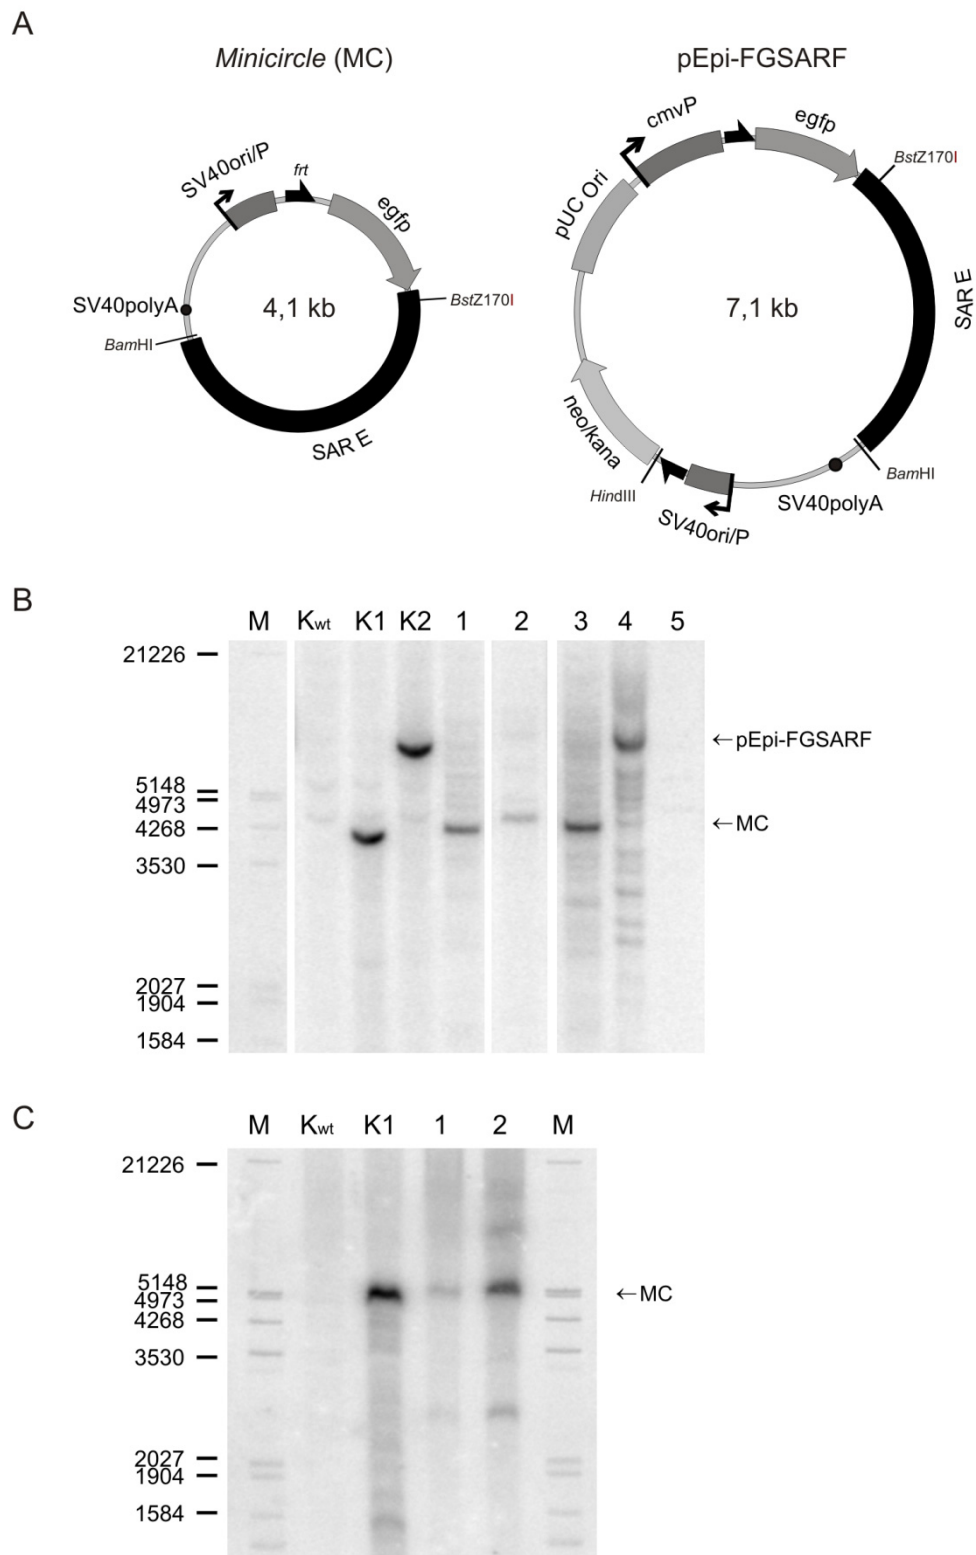 A
Minicircle (MC)
pEpi-FGSARF
SV40ori/P
frt
egfp
BstZ170I
SV40polyA
4,1 kb
BamHI
SAR E
cmvP
egfp
BstZ170I
pUC Ori
7,1 kb
SAR E
neo/kana
HindIII
SV40ori/P
SV40polyA
BamHI
B
M Kwt K1 K2 1 2 3 4 5
21226
←pEpi-FGSARF
5148
4973
4268
←MC
3530
2027
1904
1584
C
M Kwt K1 1 2 M
21226
5148
4973
←MC
4268
3530
2027
1904
1584